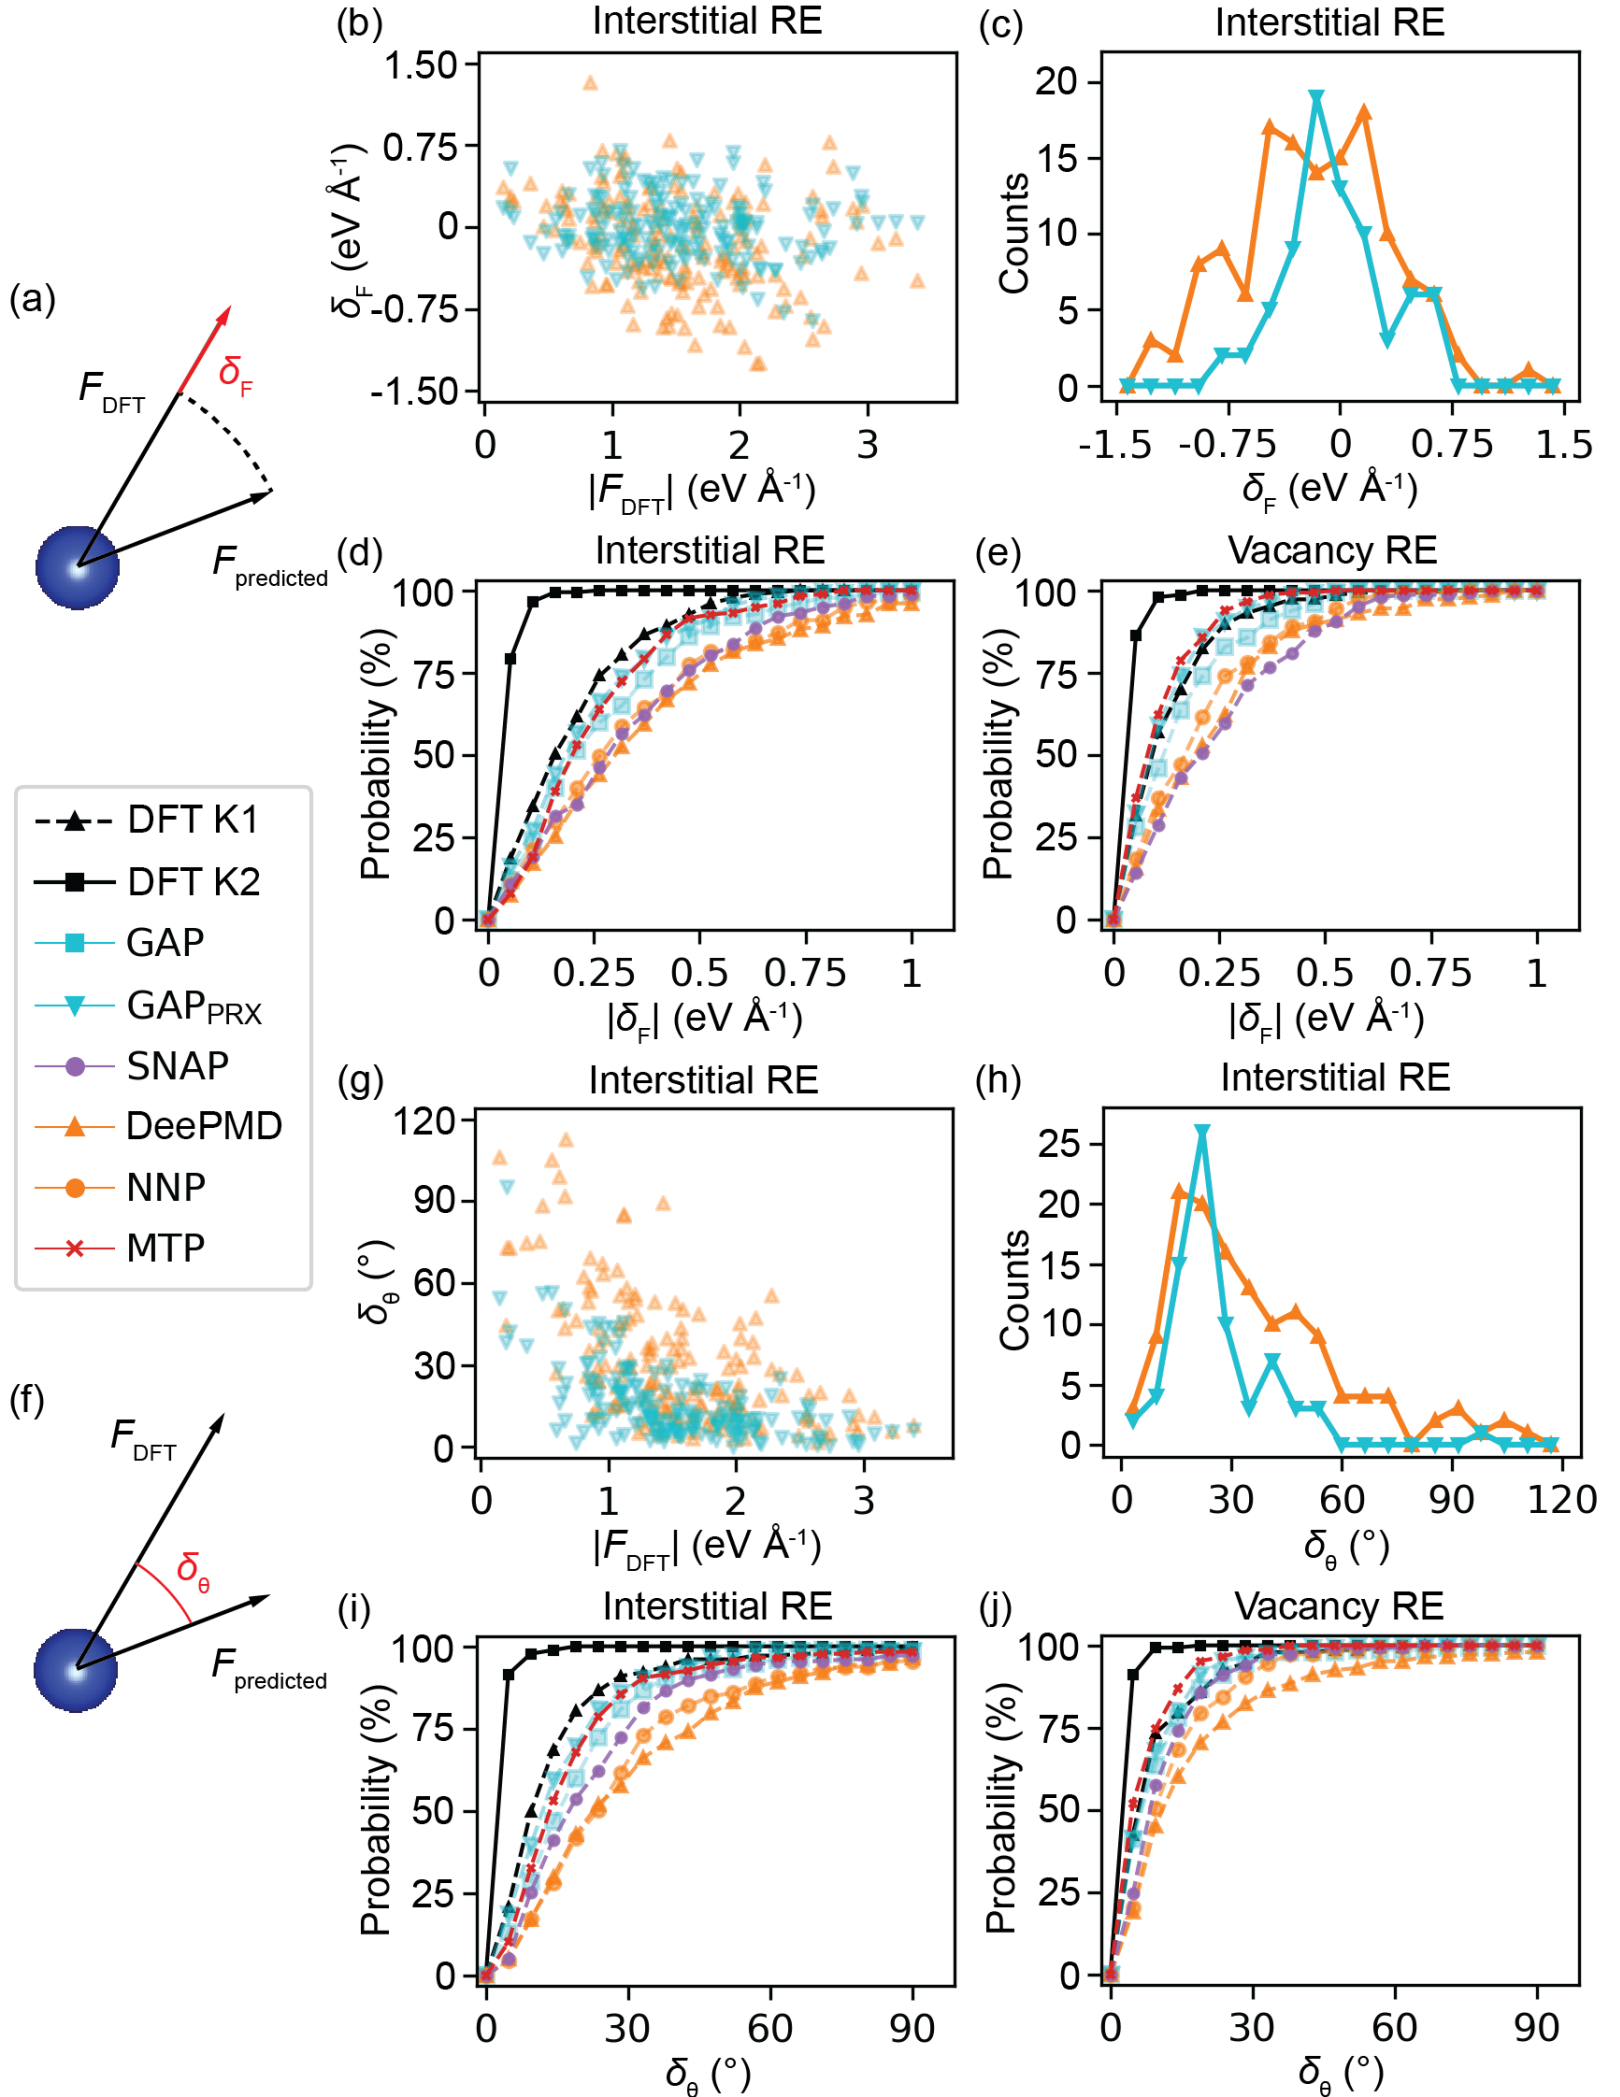 (a)
F_DFT
δ_F
F_predicted
(b)
Interstitial RE
1.50
0.75
0
-0.75
-1.50
δ_F (eV Å⁻¹)
0 1 2 3
|F_DFT| (eV Å⁻¹)
(c)
Interstitial RE
20
15
10
5
0
Counts
-1.5 -0.75 0 0.75 1.5
δ_F (eV Å⁻¹)
(d)
Interstitial RE
100
75
50
25
0
Probability (%)
0 0.25 0.5 0.75 1
|δ_F| (eV Å⁻¹)
(e)
Vacancy RE
100
75
50
25
0
Probability (%)
0 0.25 0.5 0.75 1
|δ_F| (eV Å⁻¹)
DFT K1
DFT K2
GAP
GAP_PRX
SNAP
DeePMD
NNP
MTP
(f)
F_DFT
δ_θ
F_predicted
(g)
Interstitial RE
120
90
60
30
0
δ_θ (°)
0 1 2 3
|F_DFT| (eV Å⁻¹)
(h)
Interstitial RE
25
20
15
10
5
0
Counts
0 30 60 90 120
δ_θ (°)
(i)
Interstitial RE
100
75
50
25
0
Probability (%)
0 30 60 90
δ_θ (°)
(j)
Vacancy RE
100
75
50
25
0
Probability (%)
0 30 60 90
δ_θ (°)